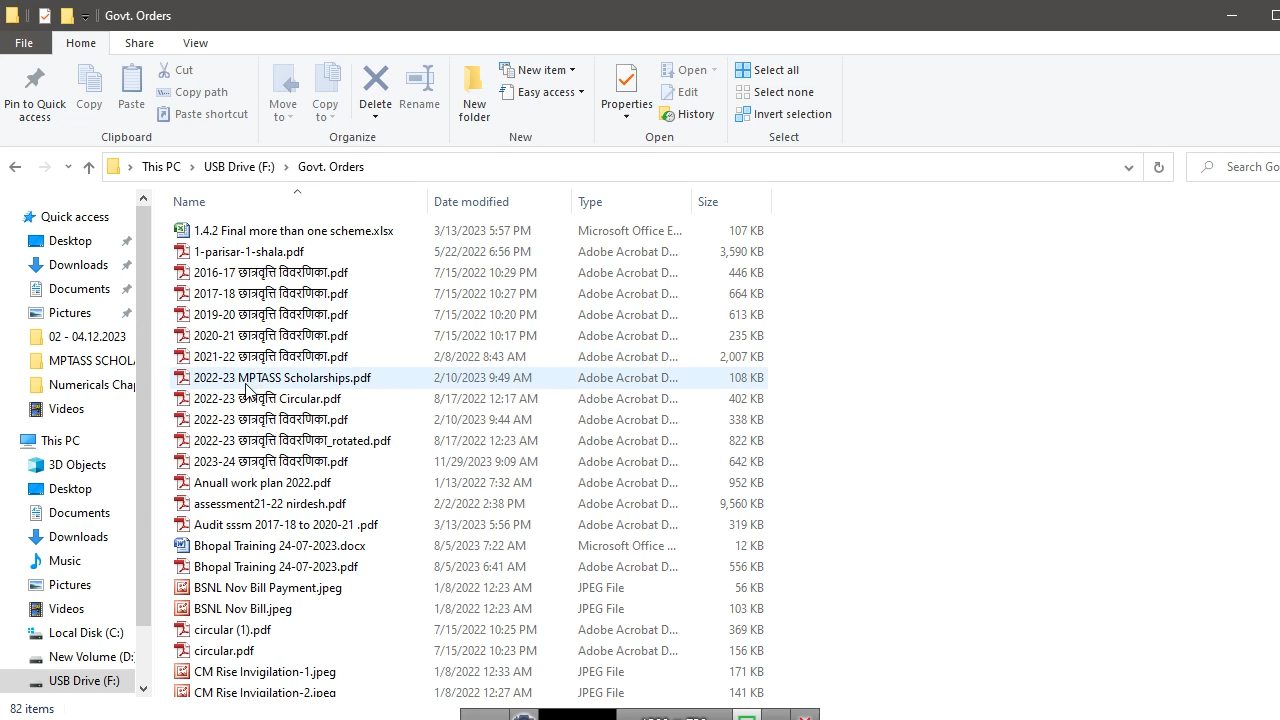 Govt. Orders
File Home Share View
Pin to Quick access
Copy
Paste
Cut
Copy path
Paste shortcut
Clipboard
Move to
Copy to
Delete
Rename
Organize
New folder
New item
Easy access
New
Properties
Open
Edit
History
Open
Select all
Select none
Invert selection
Select
This PC › USB Drive (F:) › Govt. Orders
Search Go
Quick access
Desktop
Downloads
Documents
Pictures
02 - 04.12.2023
MPTASS SCHOL
Numericals Chap
Videos
This PC
3D Objects
Desktop
Documents
Downloads
Music
Pictures
Videos
Local Disk (C:)
New Volume (D:
USB Drive (F:)
Name Date modified Type Size
1.4.2 Final more than one scheme.xlsx 3/13/2023 5:57 PM Microsoft Office E... 107 KB
1-parisar-1-shala.pdf 5/22/2022 6:56 PM Adobe Acrobat D... 3,590 KB
2016-17 छात्रवृत्ति विवरणिका.pdf 7/15/2022 10:29 PM Adobe Acrobat D... 446 KB
2017-18 छात्रवृत्ति विवरणिका.pdf 7/15/2022 10:27 PM Adobe Acrobat D... 664 KB
2019-20 छात्रवृत्ति विवरणिका.pdf 7/15/2022 10:20 PM Adobe Acrobat D... 613 KB
2020-21 छात्रवृत्ति विवरणिका.pdf 7/15/2022 10:17 PM Adobe Acrobat D... 235 KB
2021-22 छात्रवृत्ति विवरणिका.pdf 2/8/2022 8:43 AM Adobe Acrobat D... 2,007 KB
2022-23 MPTASS Scholarships.pdf 2/10/2023 9:49 AM Adobe Acrobat D... 108 KB
2022-23 छात्रवृत्ति Circular.pdf 8/17/2022 12:17 AM Adobe Acrobat D... 402 KB
2022-23 छात्रवृत्ति विवरणिका.pdf 2/10/2023 9:44 AM Adobe Acrobat D... 338 KB
2022-23 छात्रवृत्ति विवरणिका_rotated.pdf 8/17/2022 12:23 AM Adobe Acrobat D... 822 KB
2023-24 छात्रवृत्ति विवरणिका.pdf 11/29/2023 9:09 AM Adobe Acrobat D... 642 KB
Anuall work plan 2022.pdf 1/13/2022 7:32 AM Adobe Acrobat D... 952 KB
assessment21-22 nirdesh.pdf 2/2/2022 2:38 PM Adobe Acrobat D... 9,560 KB
Audit sssm 2017-18 to 2020-21 .pdf 3/13/2023 5:56 PM Adobe Acrobat D... 319 KB
Bhopal Training 24-07-2023.docx 8/5/2023 7:22 AM Microsoft Office ... 12 KB
Bhopal Training 24-07-2023.pdf 8/5/2023 6:41 AM Adobe Acrobat D... 556 KB
BSNL Nov Bill Payment.jpeg 1/8/2022 12:23 AM JPEG File 56 KB
BSNL Nov Bill.jpeg 1/8/2022 12:23 AM JPEG File 103 KB
circular (1).pdf 7/15/2022 10:25 PM Adobe Acrobat D... 369 KB
circular.pdf 7/15/2022 10:23 PM Adobe Acrobat D... 156 KB
CM Rise Invigilation-1.jpeg 1/8/2022 12:33 AM JPEG File 171 KB
CM Rise Invigilation-2.jpeg 1/8/2022 12:27 AM JPEG File 141 KB
82 items